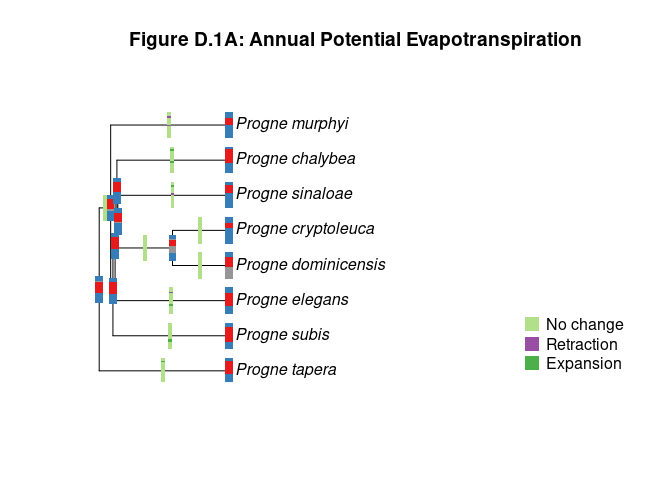 Figure D.1A: Annual Potential Evapotranspiration
Progne murphyi
Progne chalybea
Progne sinaloae
Progne cryptoleuca
Progne dominicensis
Progne elegans
Progne subis
Progne tapera
No change
Retraction
Expansion